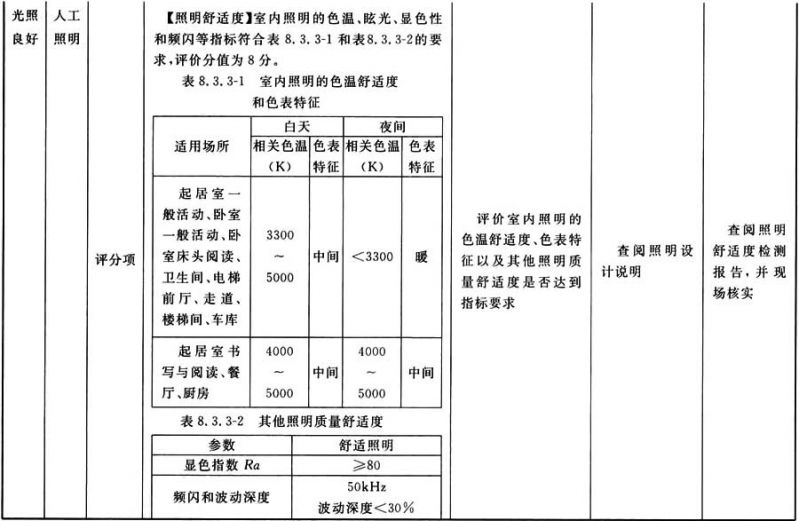 光照
良好
人工
照明
评分项
【照明舒适度】室内照明的色温、眩光、显色性
和频闪等指标符合表 8.3.3-1 和表8.3.3-2的要
求,评价分值为 8 分。
表 8.3.3-1 室内照明的色温舒适度
和色表特征
适用场所
白天
夜间
相关色温
(K)
色表
特征
相关色温
(K)
色表
特征
起居室一
般活动、卧室
一般活动、卧
室床头阅读、
卫生间、电梯
前厅、走道、
楼梯间、车库
3300
~
5000
中间
<3300
暖
起居室书
写与阅读、餐
厅、厨房
4000
~
5000
中间
4000
~
5000
中间
表 8.3.3-2 其他照明质量舒适度
参数
舒适照明
显色指数 Ra
≥80
频闪和波动深度
50kHz
波动深度<30%
评价室内照明的
色温舒适度、色表特
征以及其他照明质
量舒适度是否达到
指标要求
查阅照明设
计说明
查阅照明
舒适度检测
报告,并现
场核实